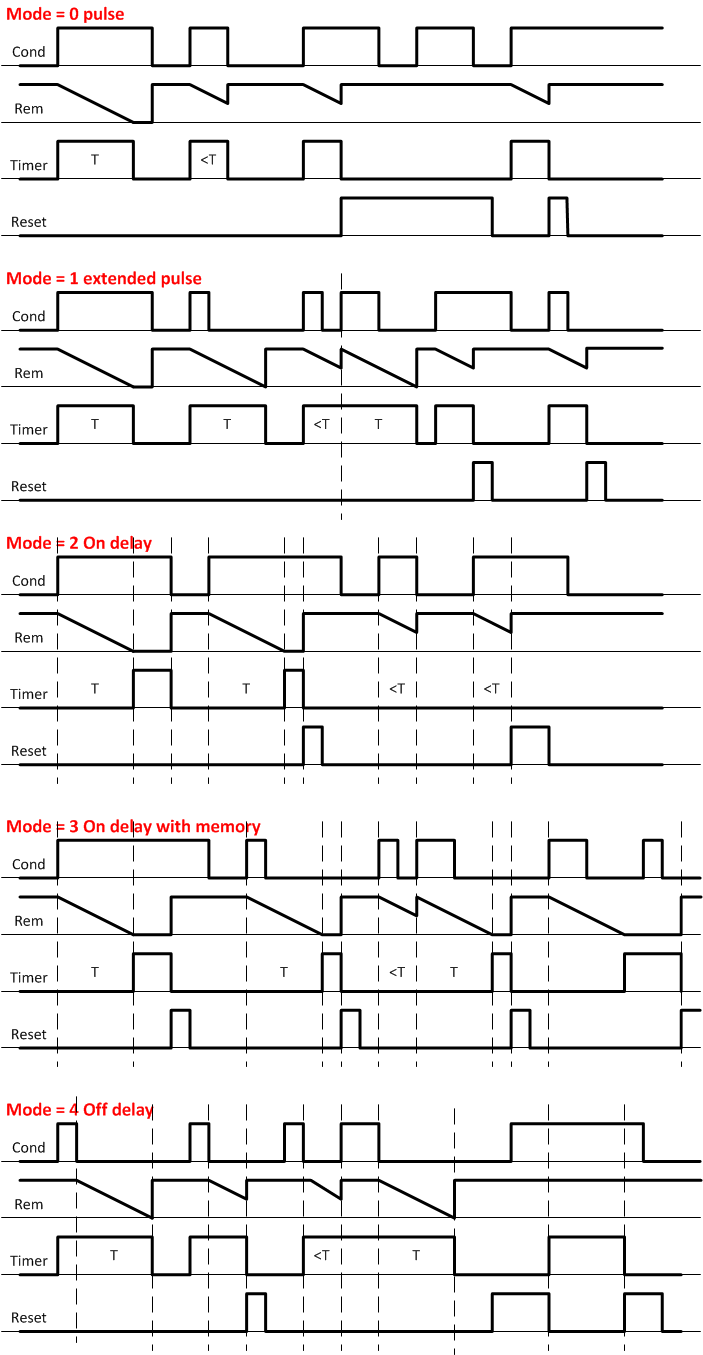 Mode = 0 pulse
Cond
Rem
Timer T <T
Reset
Mode = 1 extended pulse
Cond
Rem
Timer T T <T T
Reset
Mode = 2 On delay
Cond
Rem
Timer T T <T <T
Reset
Mode = 3 On delay with memory
Cond
Rem
Timer T T <T T
Reset
Mode = 4 Off delay
Cond
Rem
Timer T <T T
Reset